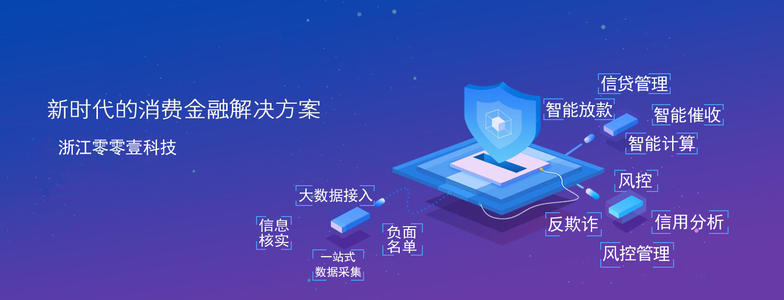 新时代的消费金融解决方案
浙江零零壹科技
信贷管理
智能放款
智能催收
智能计算
风控
反欺诈
信用分析
风控管理
大数据接入
信息
核实
负面
名单
一站式
数据采集